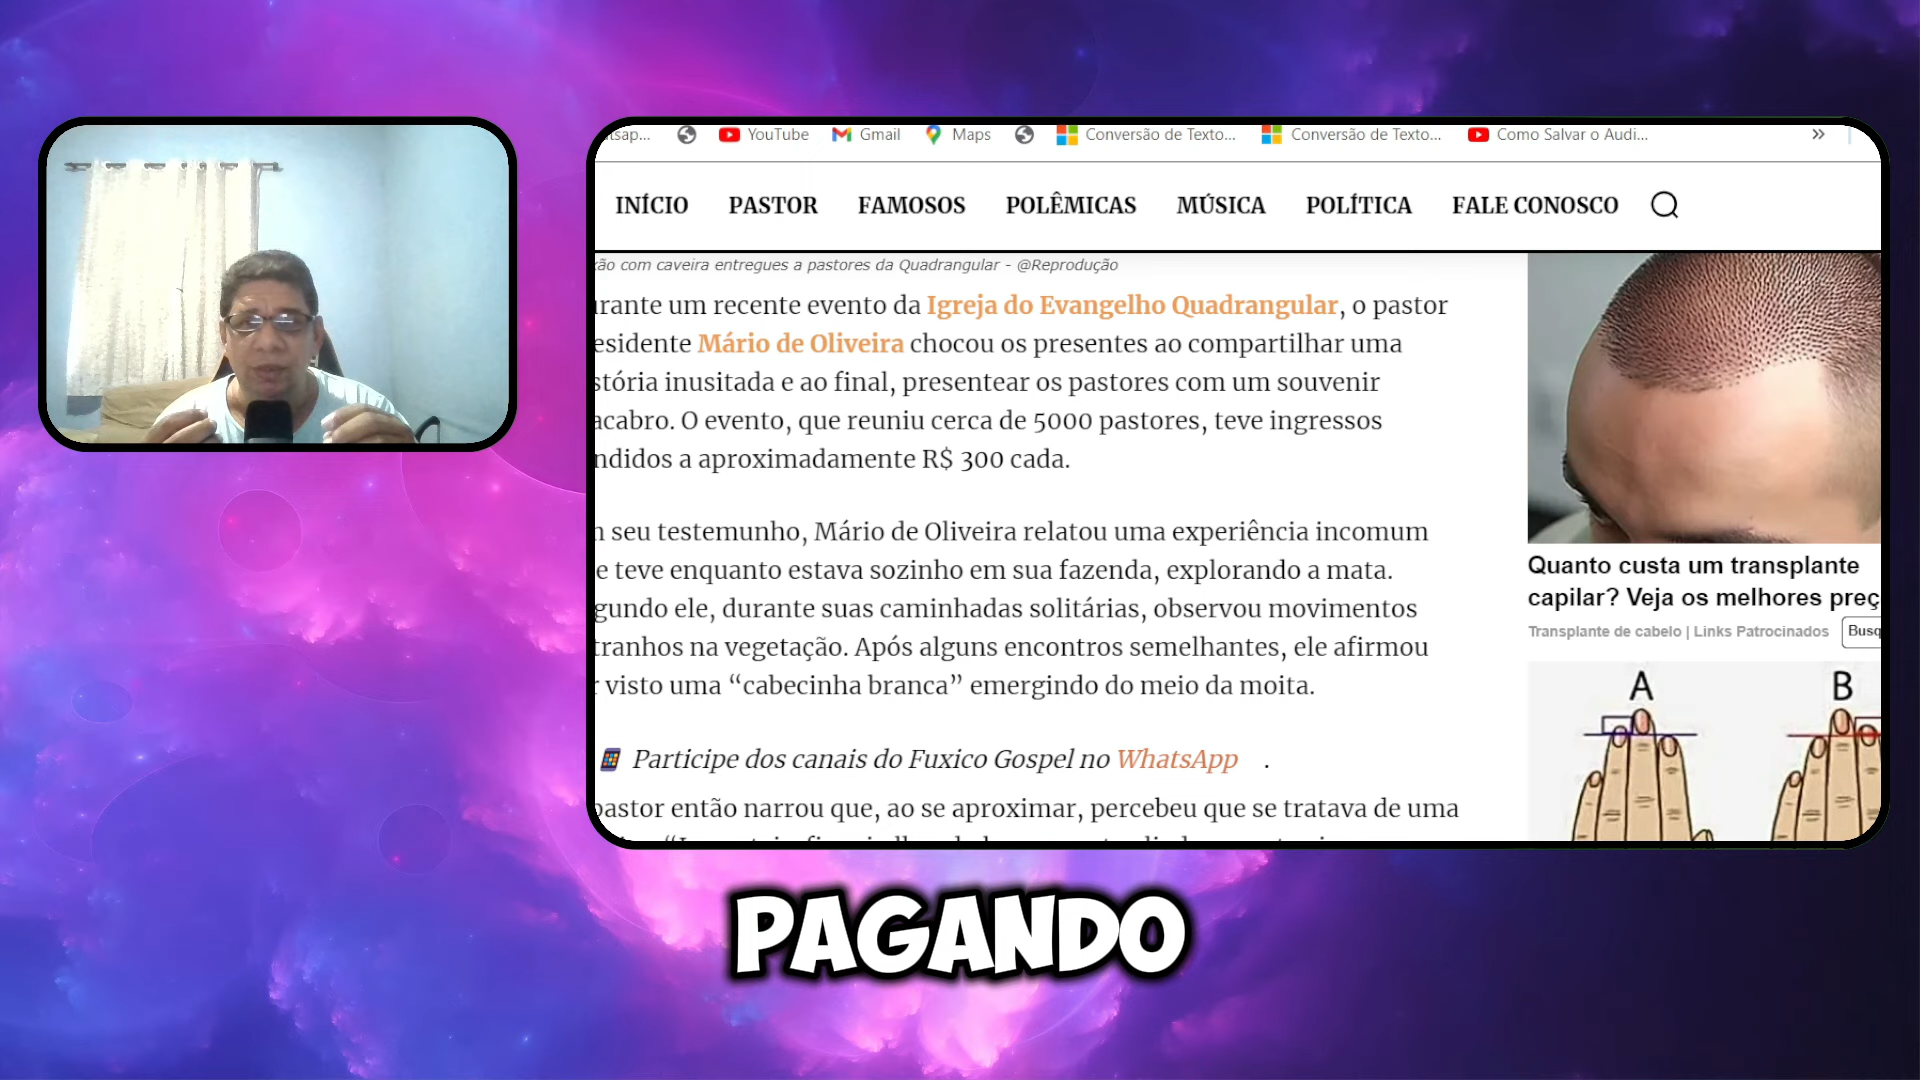 tsap...
YouTube
Gmail
Maps
Conversão de Texto...
Conversão de Texto...
Como Salvar o Audi...
»
INÍCIO PASTOR FAMOSOS POLÊMICAS MÚSICA POLÍTICA FALE CONOSCO
xão com caveira entregues a pastores da Quadrangular - @Reprodução
urante um recente evento da Igreja do Evangelho Quadrangular, o pastor
esidente Mário de Oliveira chocou os presentes ao compartilhar uma
stória inusitada e ao final, presentear os pastores com um souvenir
acabro. O evento, que reuniu cerca de 5000 pastores, teve ingressos
ndidos a aproximadamente R$ 300 cada.
n seu testemunho, Mário de Oliveira relatou uma experiência incomum
e teve enquanto estava sozinho em sua fazenda, explorando a mata.
gundo ele, durante suas caminhadas solitárias, observou movimentos
tranhos na vegetação. Após alguns encontros semelhantes, ele afirmou
r visto uma “cabecinha branca” emergindo do meio da moita.
Participe dos canais do Fuxico Gospel no WhatsApp .
pastor então narrou que, ao se aproximar, percebeu que se tratava de uma
Quanto custa um transplante
capilar? Veja os melhores preç
Transplante de cabelo | Links Patrocinados
Busq
A
B
PAGANDO